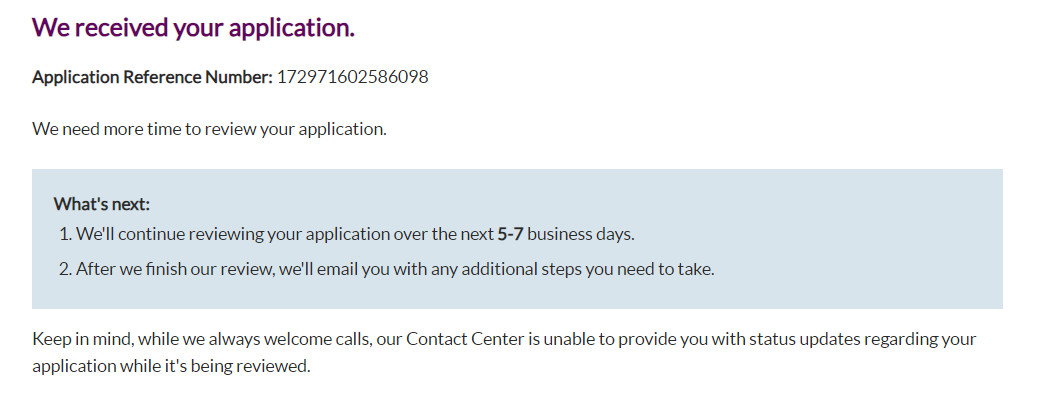 We received your application.
Application Reference Number: 172971602586098
We need more time to review your application.
What's next:
1. We'll continue reviewing your application over the next 5-7 business days.
2. After we finish our review, we'll email you with any additional steps you need to take.
Keep in mind, while we always welcome calls, our Contact Center is unable to provide you with status updates regarding your
application while it's being reviewed.